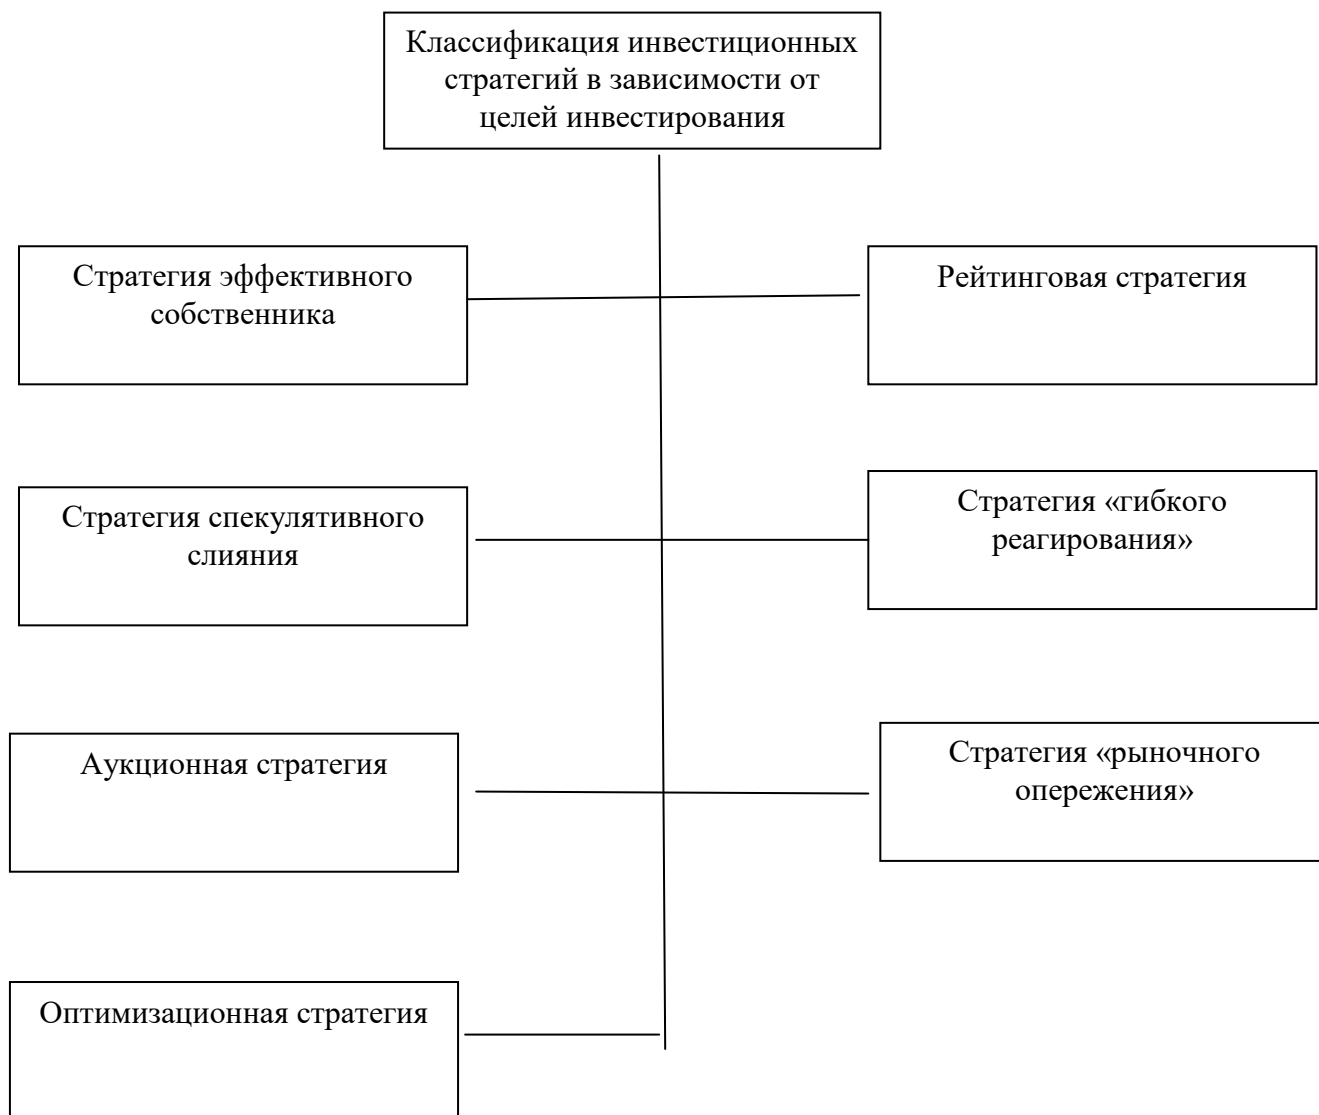 Классификация инвестиционных
стратегий в зависимости от
целей инвестирования
Стратегия эффективного
собственника
Рейтинговая стратегия
Стратегия спекулятивного
слияния
Стратегия «гибкого
реагирования»
Аукционная стратегия
Стратегия «рыночного
опережения»
Оптимизационная стратегия